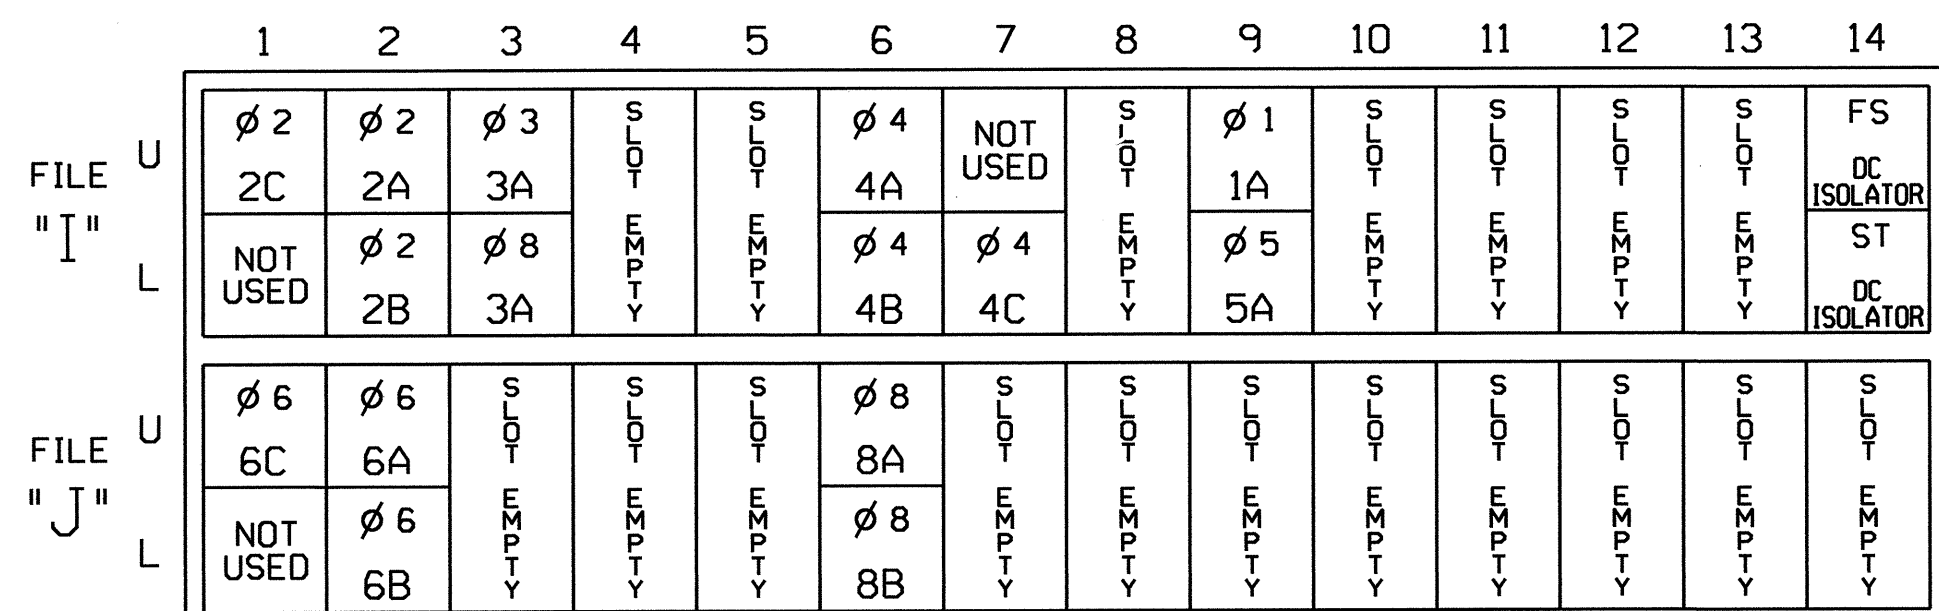 1 2 3 4 5 6 7 8 9 10 11 12 13 14
FILE "I"
U
L
Ø 2 2C
NOT USED
Ø 2 2A
Ø 2 2B
Ø 3 3A
Ø 8 3A
SLOT EMPTY
SLOT EMPTY
Ø 4 4A
Ø 4 4B
NOT USED
Ø 4 4C
SLOT EMPTY
Ø 1 1A
Ø 5 5A
SLOT EMPTY
SLOT EMPTY
SLOT EMPTY
SLOT EMPTY
FS DC ISOLATOR
ST DC ISOLATOR
FILE "J"
U
L
Ø 6 6C
NOT USED
Ø 6 6A
Ø 6 6B
SLOT EMPTY
SLOT EMPTY
SLOT EMPTY
Ø 8 8A
Ø 8 8B
SLOT EMPTY
SLOT EMPTY
SLOT EMPTY
SLOT EMPTY
SLOT EMPTY
SLOT EMPTY
SLOT EMPTY
SLOT EMPTY